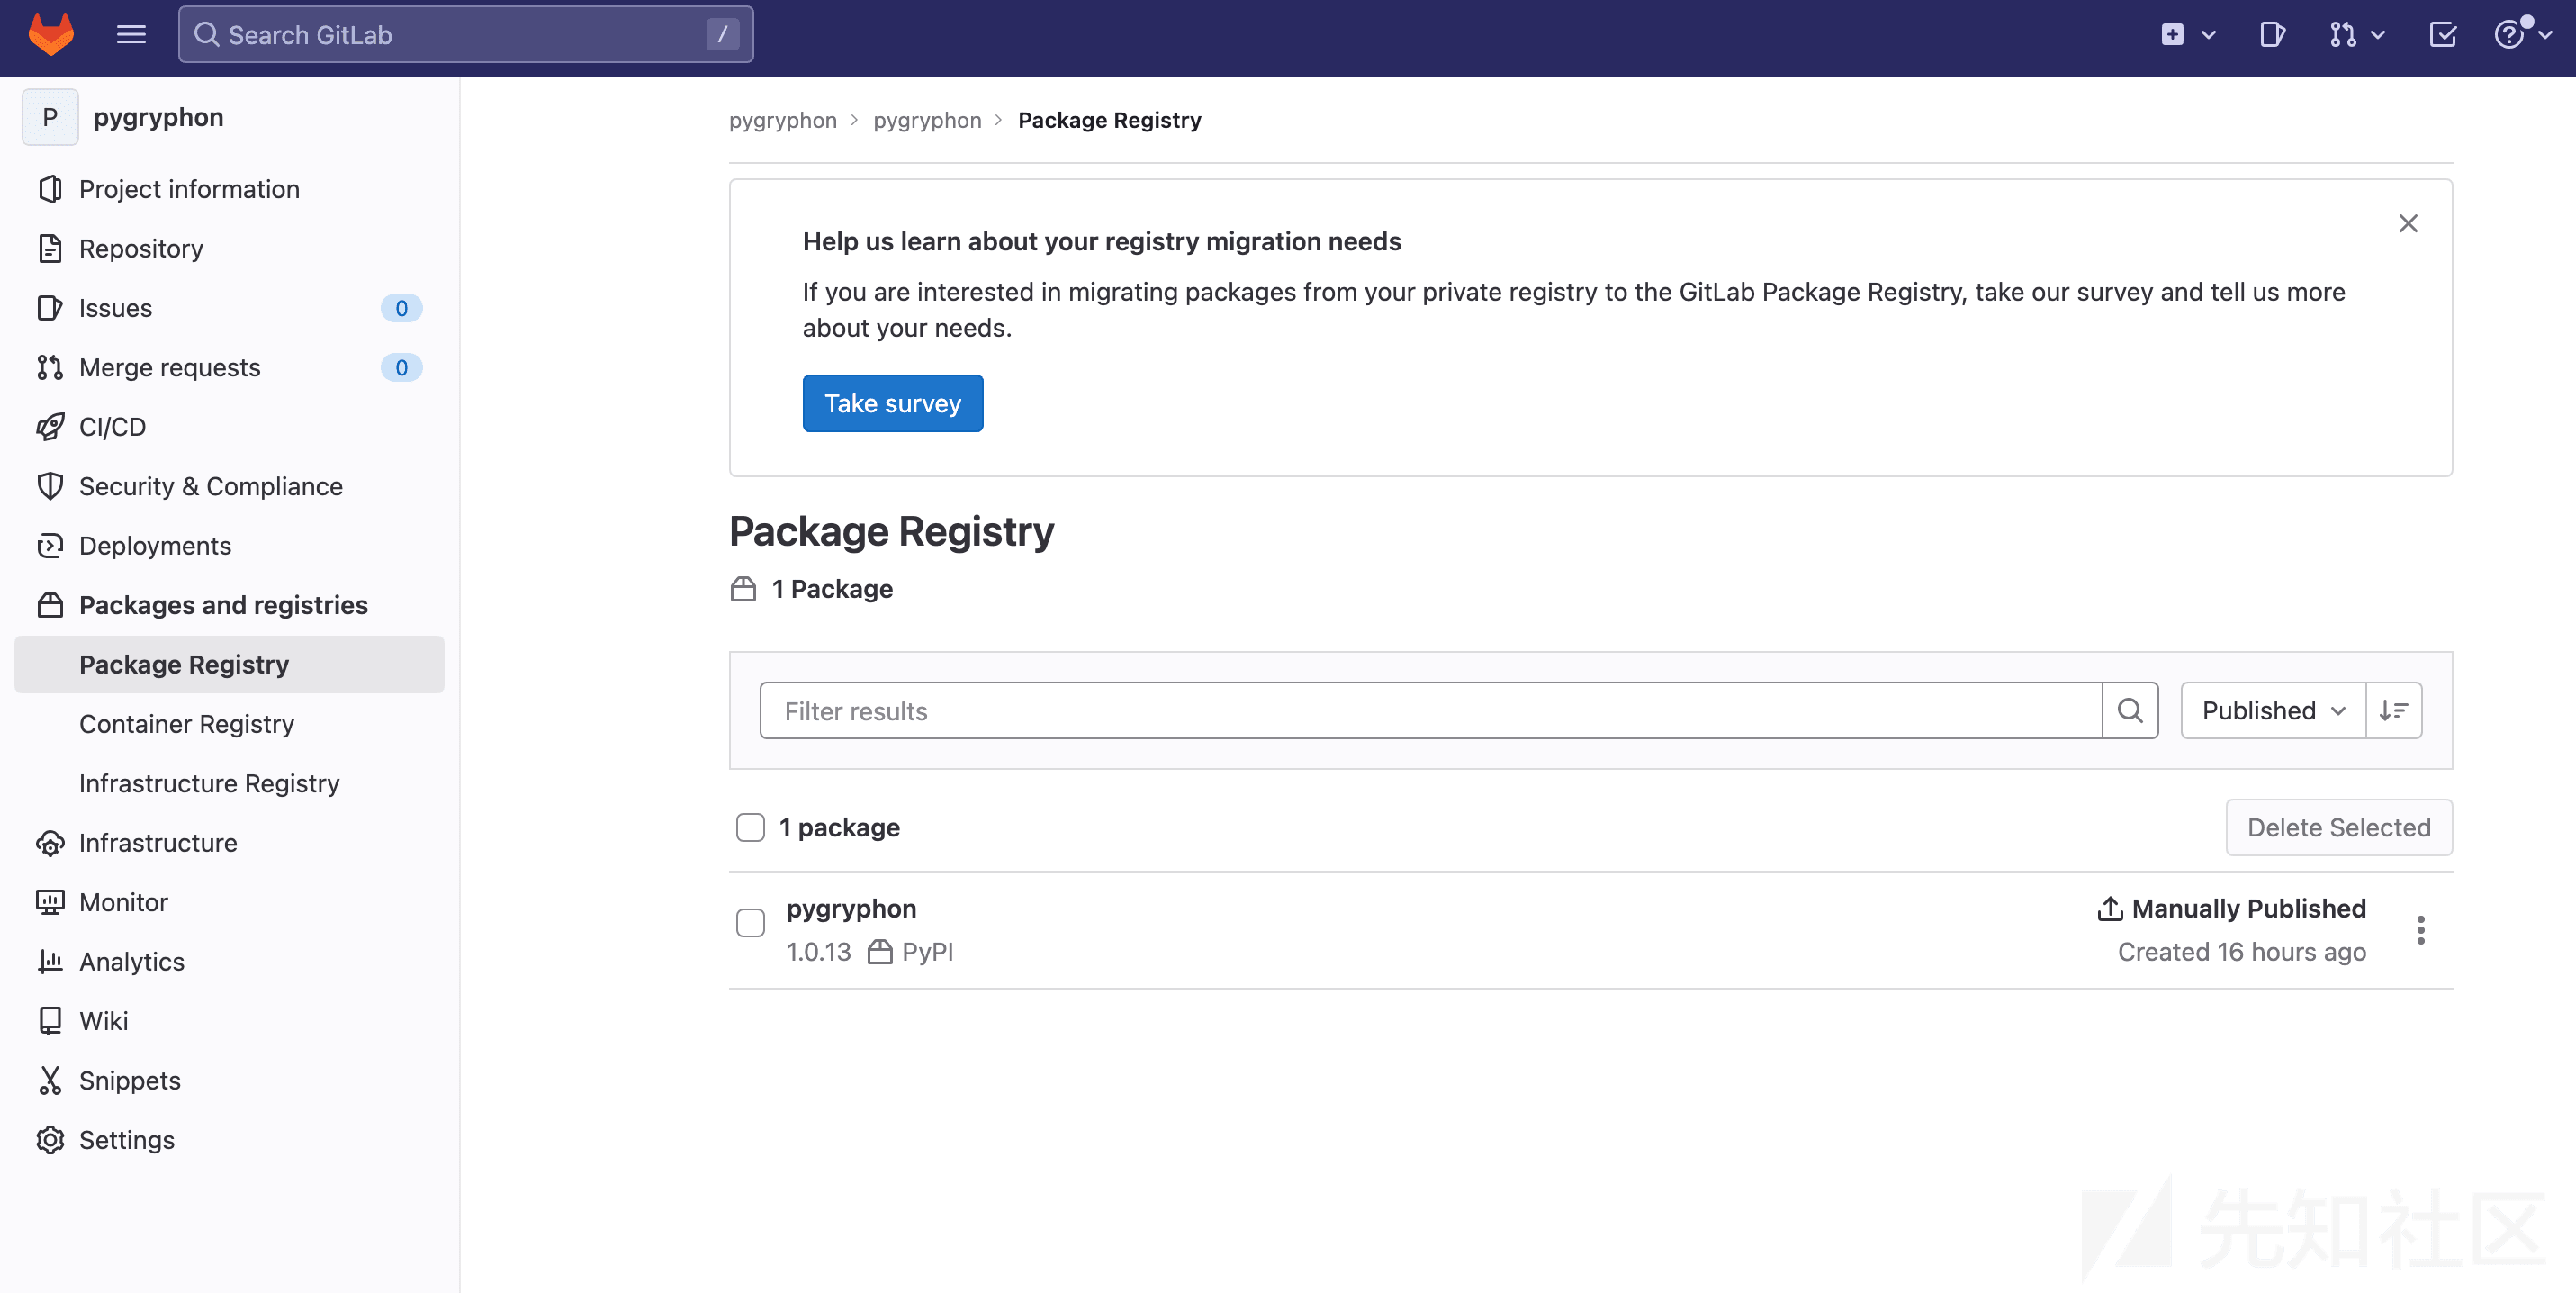 Search GitLab /
P pygryphon
Project information
Repository
Issues 0
Merge requests 0
CI/CD
Security & Compliance
Deployments
Packages and registries
Package Registry
Container Registry
Infrastructure Registry
Infrastructure
Monitor
Analytics
Wiki
Snippets
Settings
pygryphon > pygryphon > Package Registry
Help us learn about your registry migration needs
If you are interested in migrating packages from your private registry to the GitLab Package Registry, take our survey and tell us more
about your needs.
Take survey
Package Registry
1 Package
Filter results
Published
1 package
Delete Selected
pygryphon
Manually Published
1.0.13 PyPI
Created 16 hours ago
先知社区